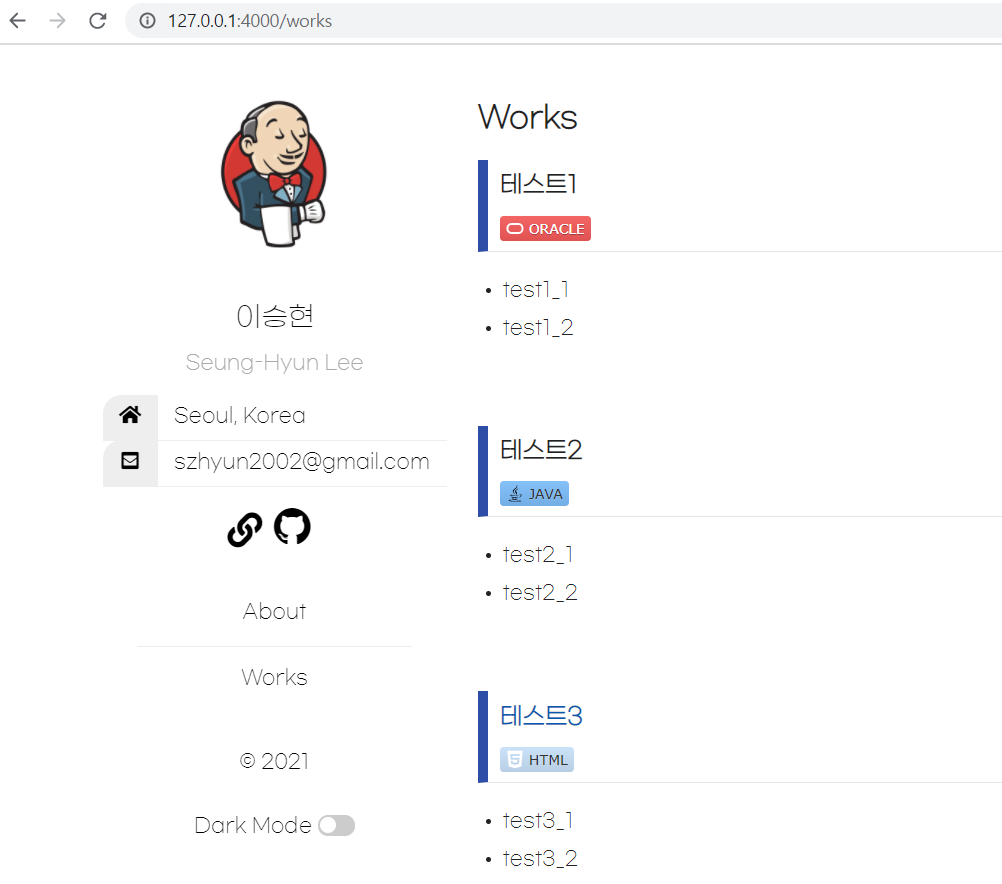 127.0.0.1:4000/works
이승현
Seung-Hyun Lee
Seoul, Korea
szhyun2002@gmail.com
About
Works
© 2021
Dark Mode
Works
테스트1
ORACLE
test1_1
test1_2
테스트2
JAVA
test2_1
test2_2
테스트3
HTML
test3_1
test3_2